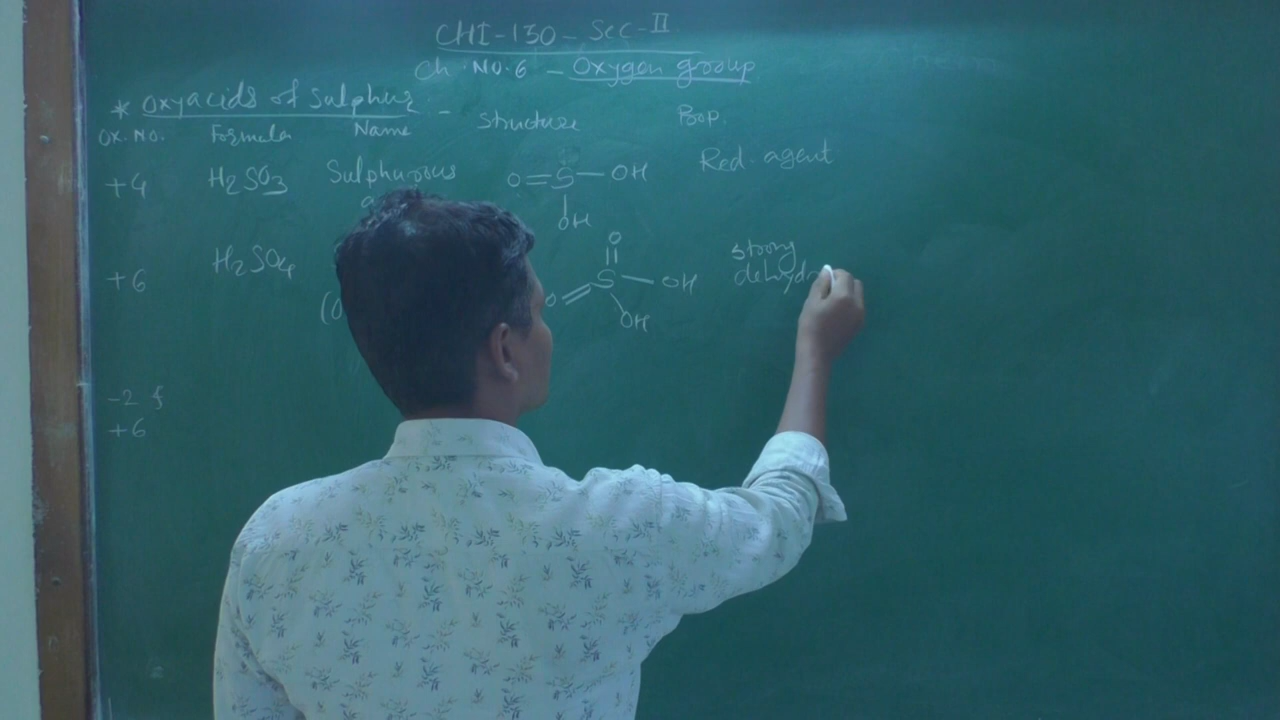 CHI-130 - Sec-II
Ch. No. 6 - Oxygen group
* Oxyacids of Sulphur - Structure Prop.
OX. NO. Formula Name
+4 H2SO3 Sulphurous O=S-OH Red. agent
OH
+6 H2SO4 O=S-OH strong
O dehydr
OH
-2 &
+6